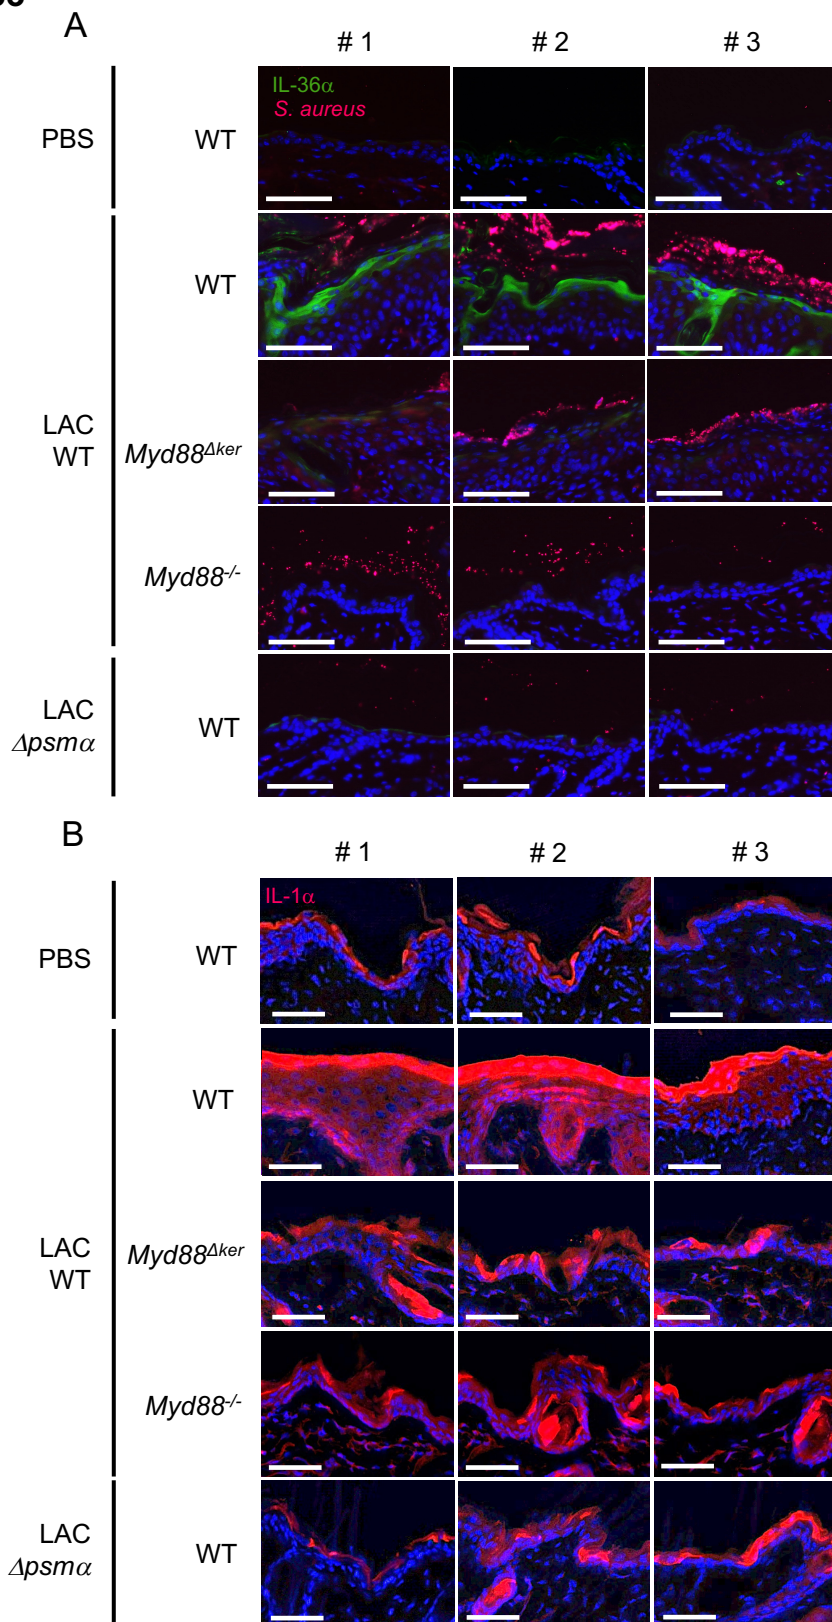 A
# 1 # 2 # 3
IL-36α
S. aureus
PBS WT
WT
LAC
WT
Myd88Δker
Myd88-/-
LAC
Δpsmα
WT
B
# 1 # 2 # 3
IL-1α
PBS WT
WT
LAC
WT
Myd88Δker
Myd88-/-
LAC
Δpsmα
WT